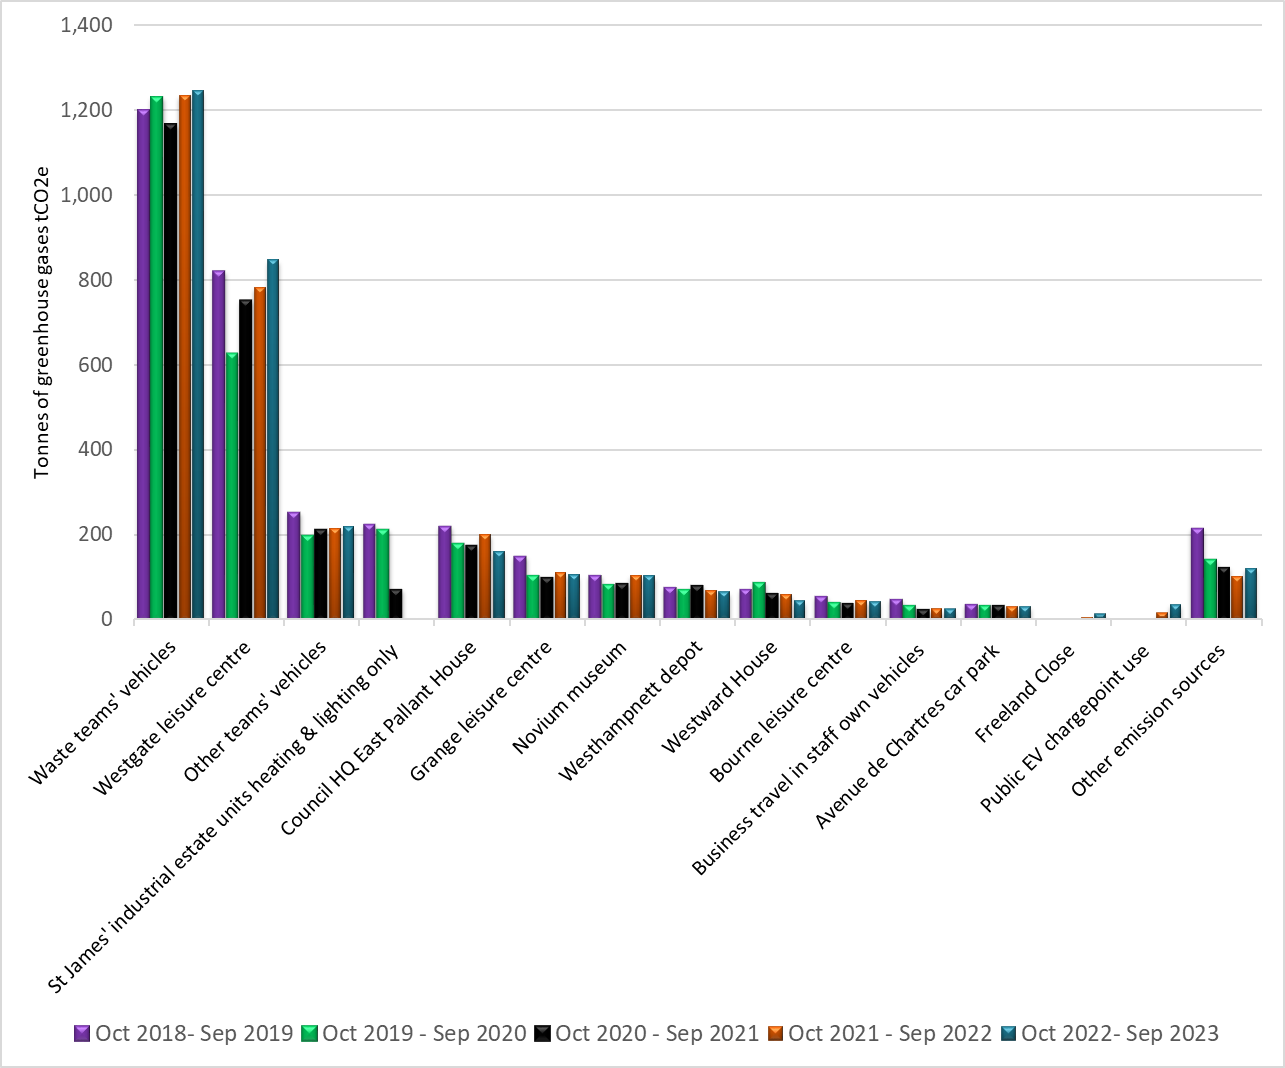 1,400
1,200
1,000
800
600
400
200
0
Tonnes of greenhouse gases tCO2e
Waste teams' vehicles
Westgate leisure centre
Other teams' vehicles
St James' industrial estate units heating & lighting only
Council HQ East Pallant House
Grange leisure centre
Novium museum
Westhampnett depot
Westward House
Bourne leisure centre
Business travel in staff own vehicles
Avenue de Chartres car park
Freeland Close
Public EV chargepoint use
Other emission sources
Oct 2018- Sep 2019 Oct 2019 - Sep 2020 Oct 2020 - Sep 2021 Oct 2021 - Sep 2022 Oct 2022- Sep 2023